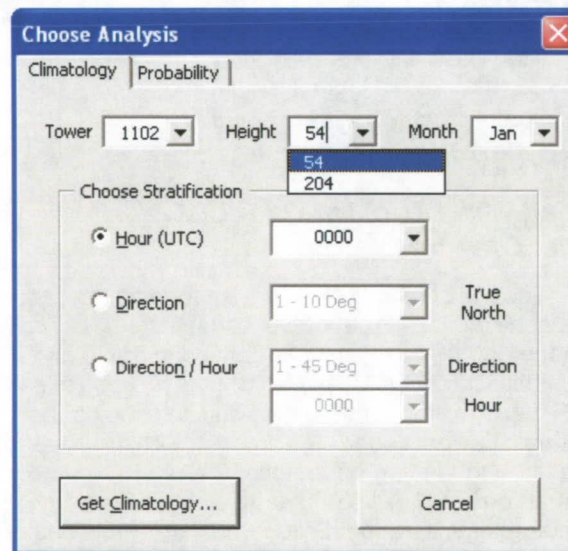 Choose Analysis
Climatology Probability
Tower 1102 Height 54 Month Jan
54
204
Choose Stratification
Hour (UTC) 0000
Direction 1 - 10 Deg True North
Direction / Hour 1 - 45 Deg Direction
0000 Hour
Get Climatology... Cancel